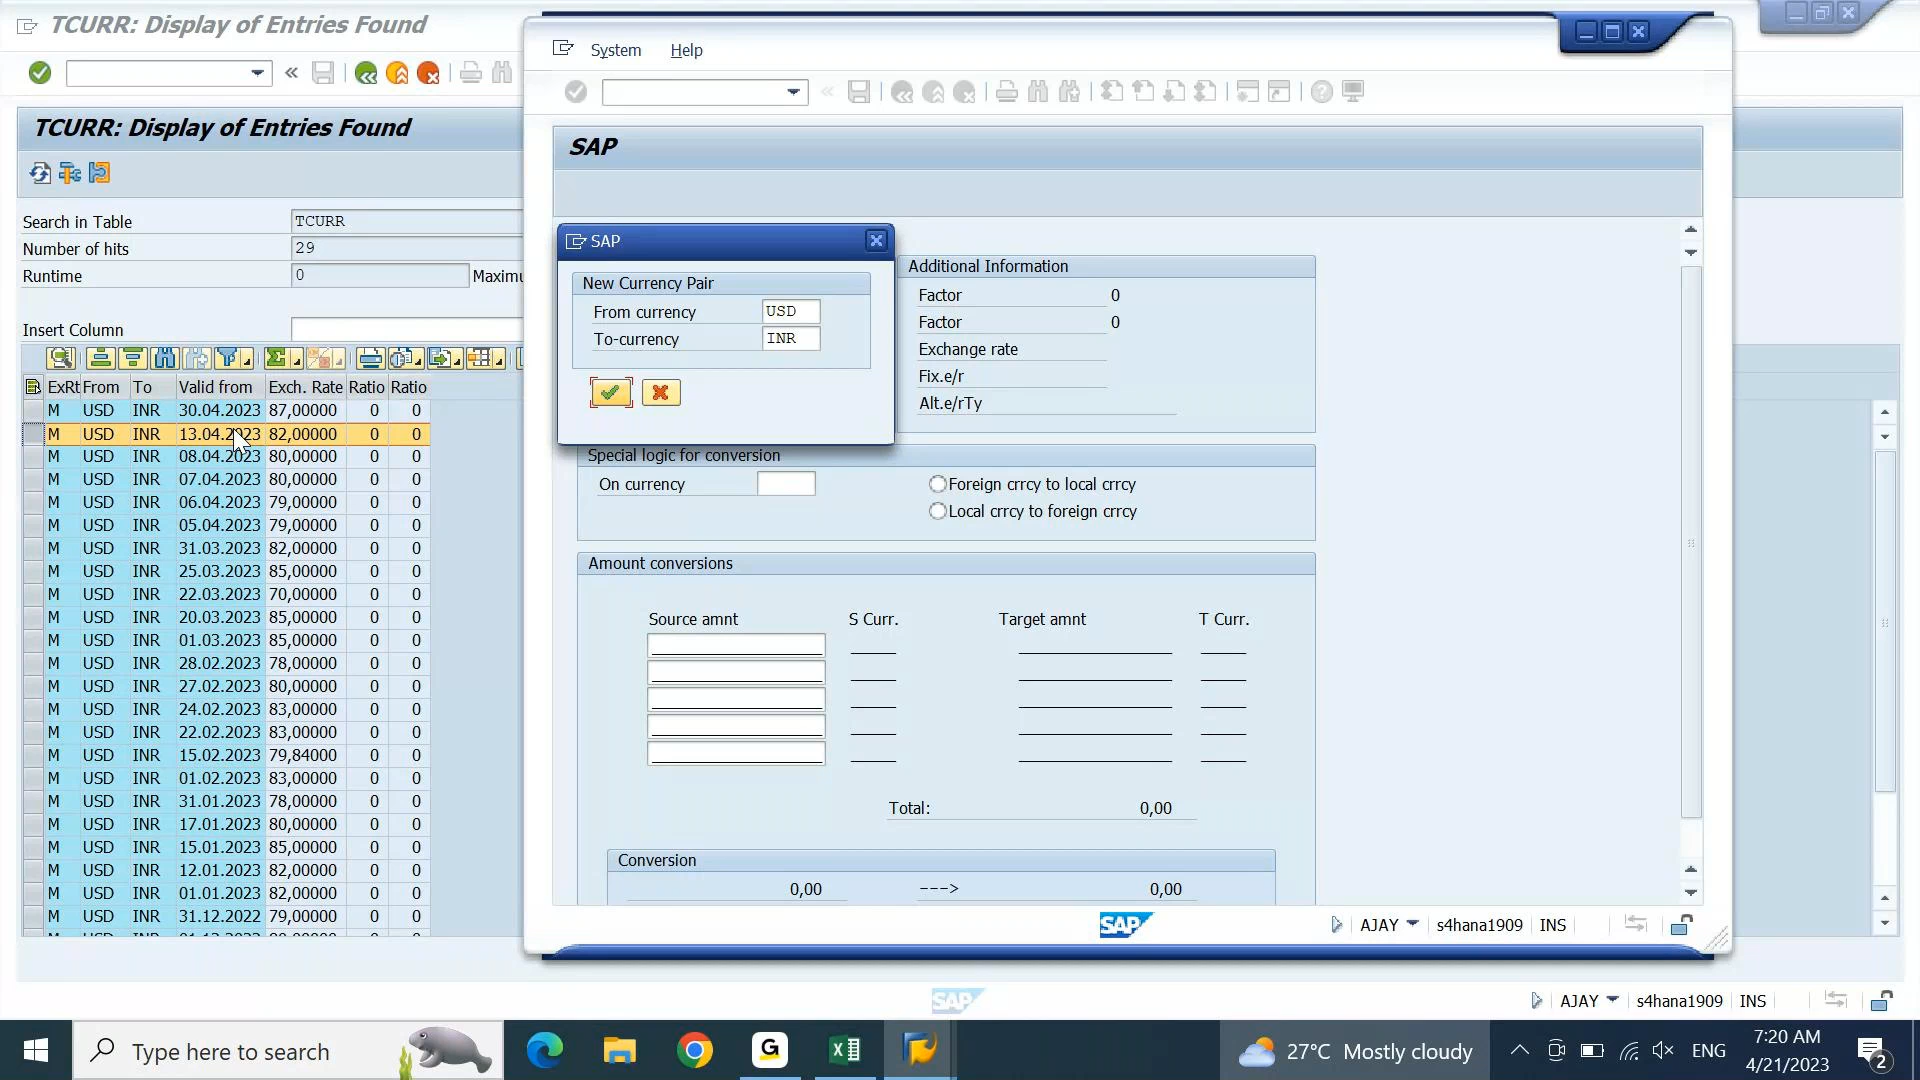 TCURR: Display of Entries Found
TCURR: Display of Entries Found
Search in Table TCURR
Number of hits 29
Runtime 0 Maximu
Insert Column
ExRt From To Valid from Exch. Rate Ratio Ratio
M USD INR 30.04.2023 87,00000 0 0
M USD INR 13.04.2023 82,00000 0 0
M USD INR 08.04.2023 80,00000 0 0
M USD INR 07.04.2023 80,00000 0 0
M USD INR 06.04.2023 79,00000 0 0
M USD INR 05.04.2023 79,00000 0 0
M USD INR 31.03.2023 82,00000 0 0
M USD INR 25.03.2023 85,00000 0 0
M USD INR 22.03.2023 70,00000 0 0
M USD INR 20.03.2023 85,00000 0 0
M USD INR 01.03.2023 85,00000 0 0
M USD INR 28.02.2023 78,00000 0 0
M USD INR 27.02.2023 80,00000 0 0
M USD INR 24.02.2023 83,00000 0 0
M USD INR 22.02.2023 83,00000 0 0
M USD INR 15.02.2023 79,84000 0 0
M USD INR 01.02.2023 83,00000 0 0
M USD INR 31.01.2023 78,00000 0 0
M USD INR 17.01.2023 80,00000 0 0
M USD INR 15.01.2023 85,00000 0 0
M USD INR 12.01.2023 82,00000 0 0
M USD INR 01.01.2023 82,00000 0 0
M USD INR 31.12.2022 79,00000 0 0
System Help
SAP
SAP
New Currency Pair
From currency USD
To-currency INR
Additional Information
Factor 0
Factor 0
Exchange rate
Fix.e/r
Alt.e/rTy
Special logic for conversion
On currency
Foreign crrcy to local crrcy
Local crrcy to foreign crrcy
Amount conversions
Source amnt S Curr. Target amnt T Curr.
Total: 0,00
Conversion
0,00 ---> 0,00
SAP AJAY s4hana1909 INS
SAP AJAY s4hana1909 INS
Type here to search
G
27°C Mostly cloudy
ENG
7:20 AM
4/21/2023
2